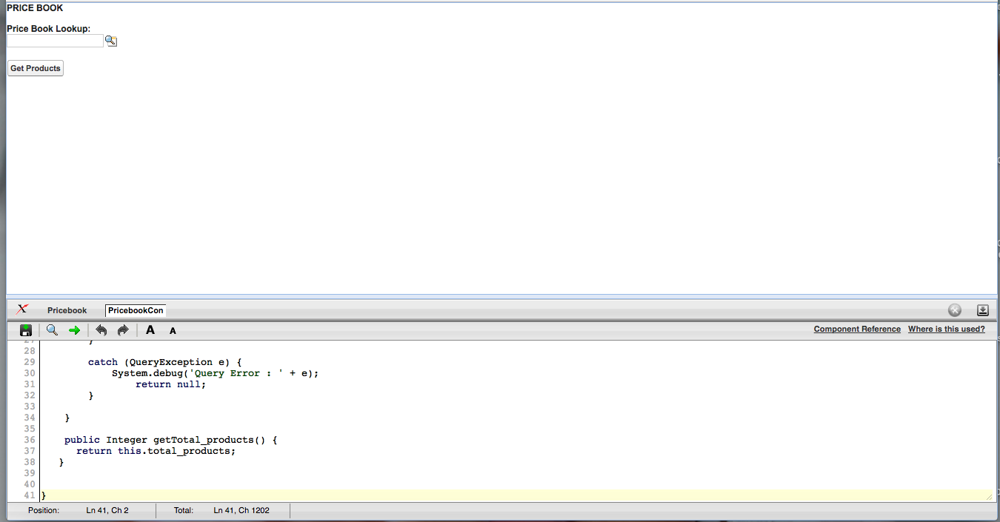 PRICE BOOK
Price Book Lookup:
Get Products
Pricebook PricebookCon
A A Component Reference Where is this used?
27 }
28
29 catch (QueryException e) {
30 System.debug('Query Error : ' + e);
31 return null;
32 }
33
34 }
35
36 public Integer getTotal_products() {
37 return this.total_products;
38 }
39
40
41 }
Position: Ln 41, Ch 2 Total: Ln 41, Ch 1202